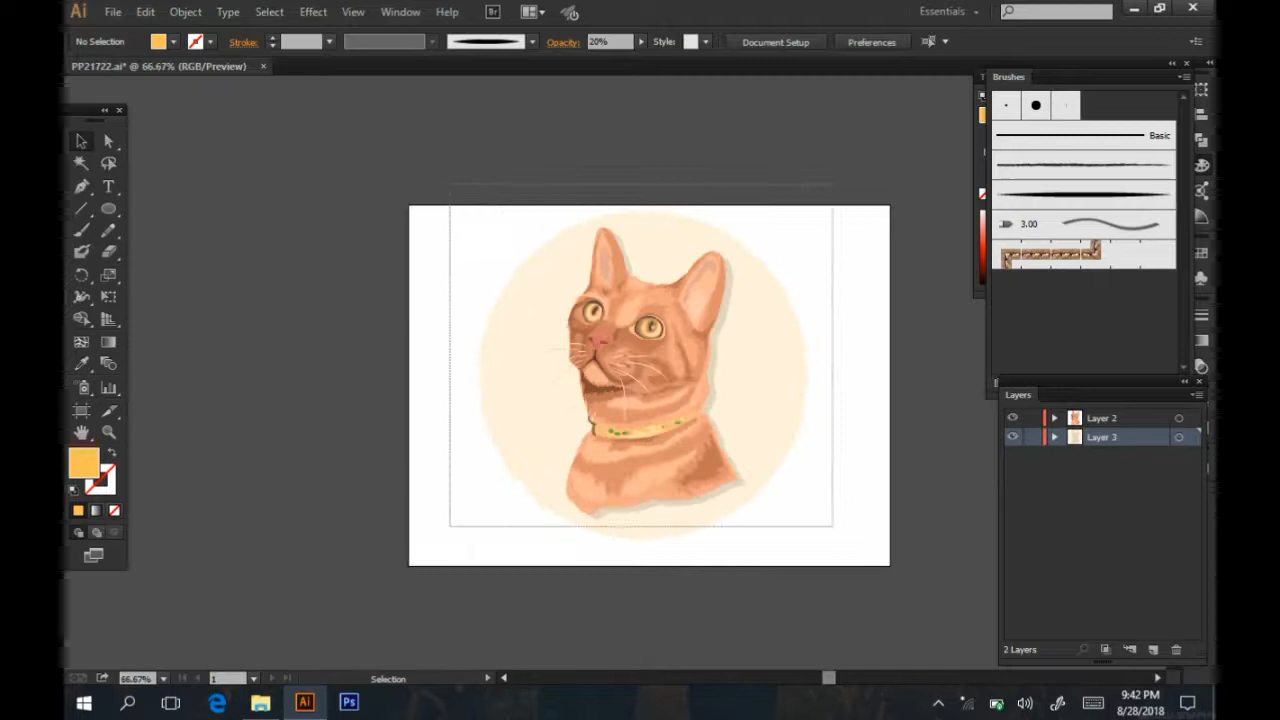 Ai File Edit Object Type Select Effect View Window Help Br Essentials
No Selection Stroke: Opacity: 20% Style: Document Setup Preferences
PP21722.ai* @ 66.67% (RGB/Preview)
Brushes
Basic
3.00
Layers
Layer 2
Layer 3
2 Layers
66.67% 1 Selection
Ai Ps 9:42 PM
8/28/2018